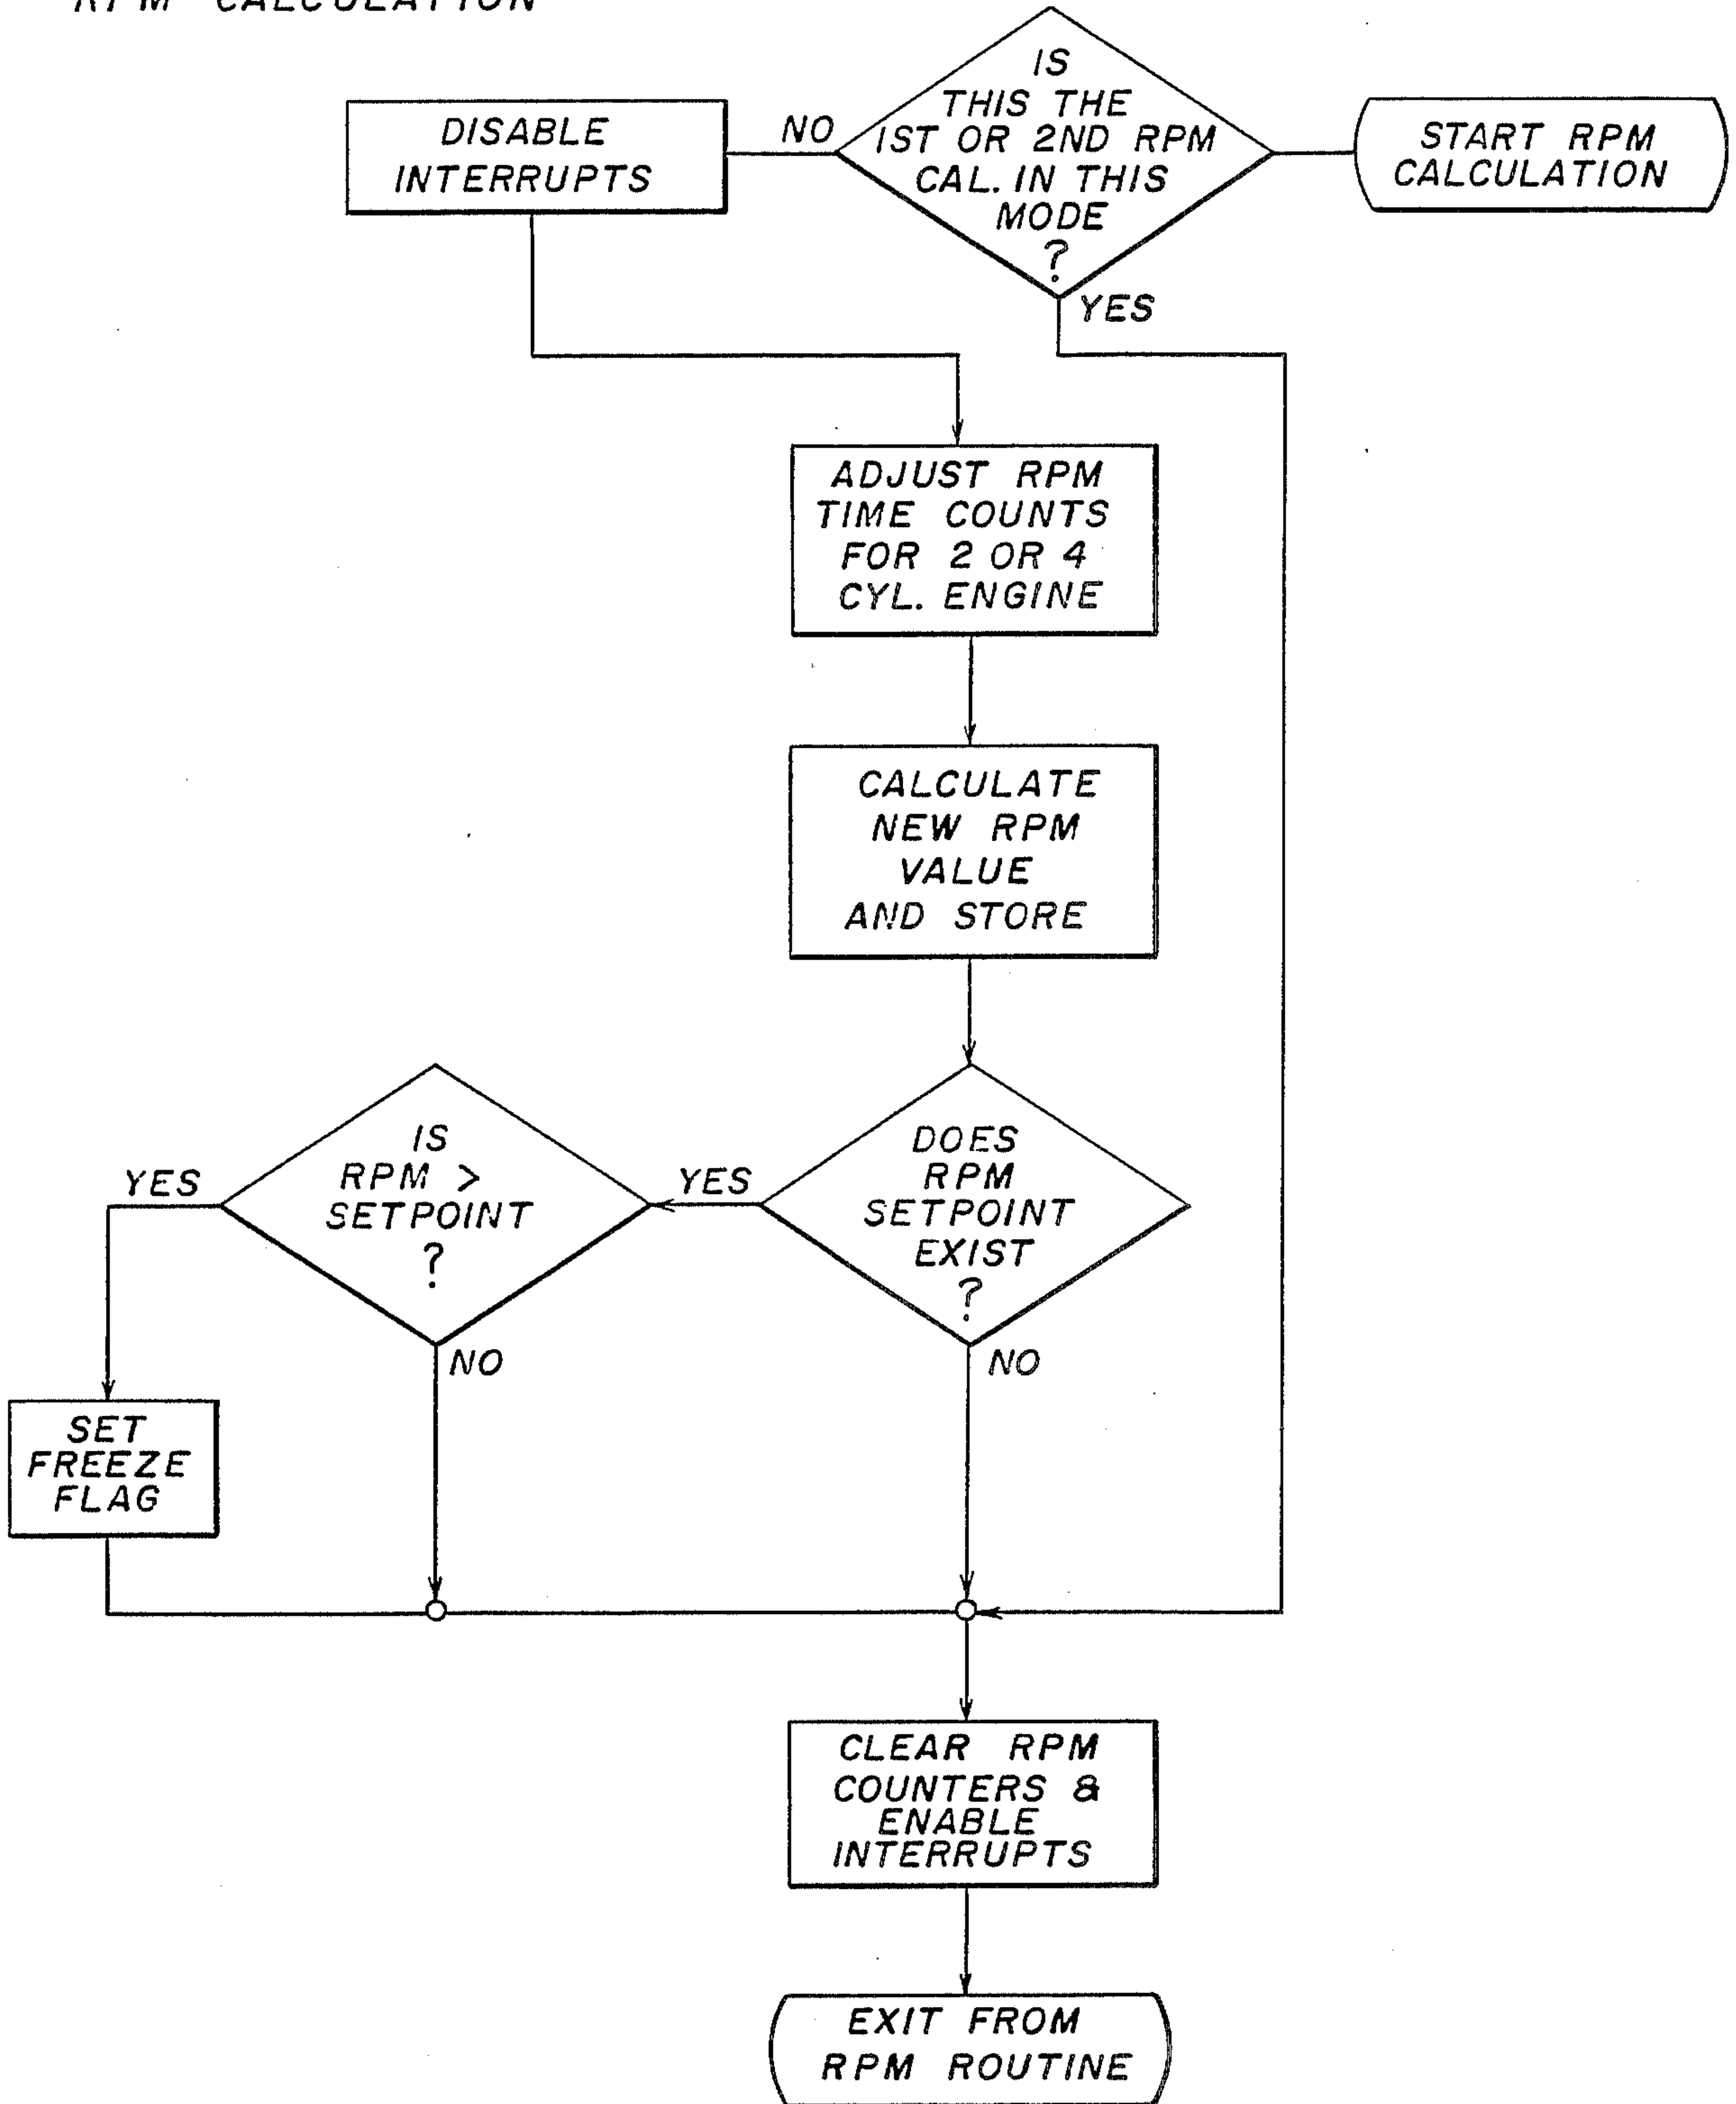 RPM CALCULATION
IS
THIS THE
1ST OR 2ND RPM
CAL. IN THIS
MODE
?
START RPM
CALCULATION
NO
DISABLE
INTERRUPTS
YES
ADJUST RPM
TIME COUNTS
FOR 2 OR 4
CYL. ENGINE
CALCULATE
NEW RPM
VALUE
AND STORE
DOES
RPM
SETPOINT
EXIST
?
YES
IS
RPM >
SETPOINT
?
YES
NO
NO
SET
FREEZE
FLAG
CLEAR RPM
COUNTERS &
ENABLE
INTERRUPTS
EXIT FROM
RPM ROUTINE